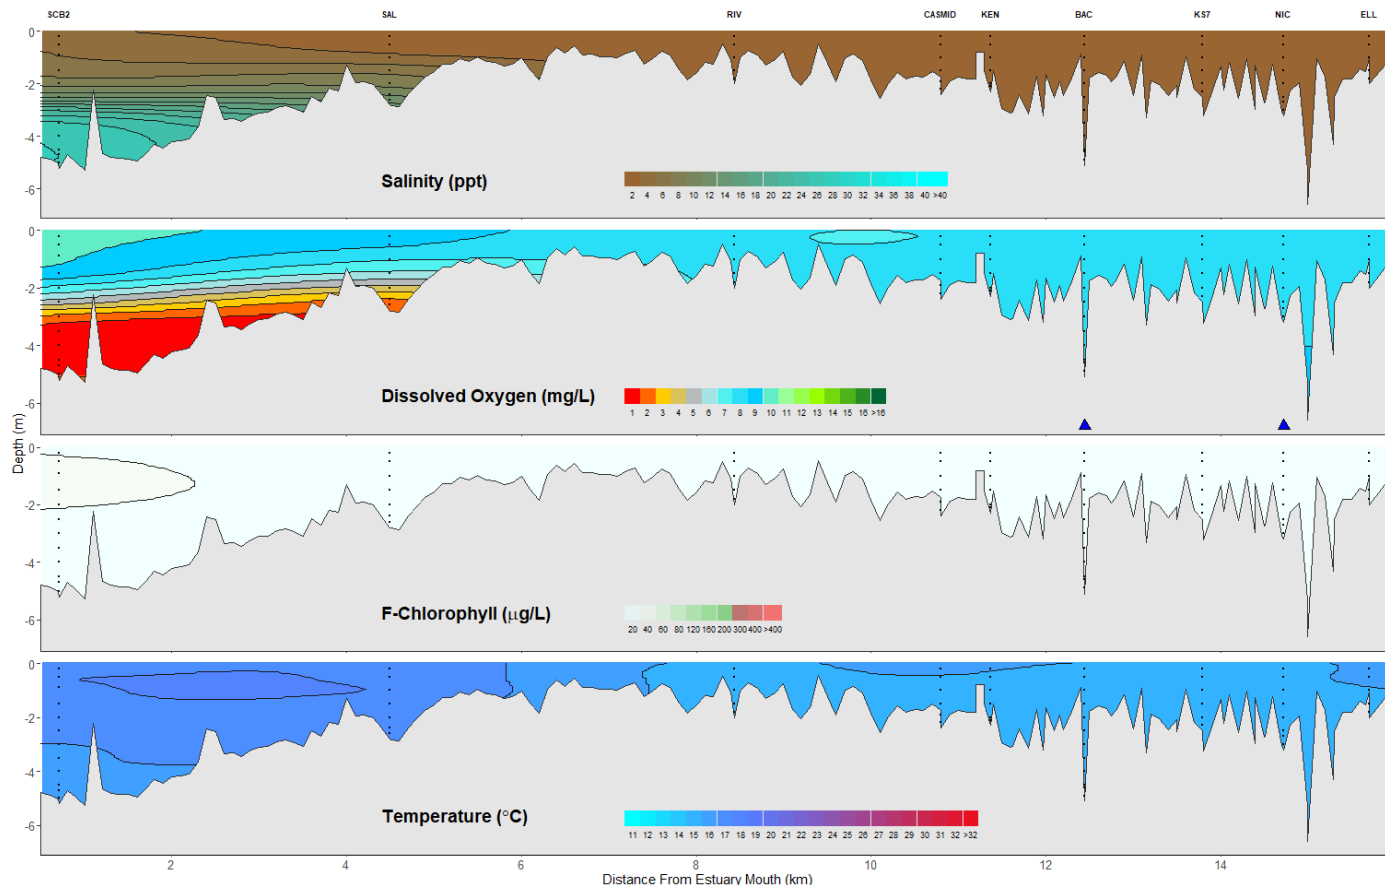 SCB2 SAL RIV CASMID KEN BAC KS7 NIC ELL
0
-2
-4
-6
Salinity (ppt)
2 4 6 8 10 12 14 16 18 20 22 24 26 28 30 32 34 36 38 40 >40
0
-2
-4
-6
Dissolved Oxygen (mg/L)
1 2 3 4 5 6 7 8 9 10 11 12 13 14 15 16 >16
Depth (m)
0
-2
-4
-6
F-Chlorophyll (μg/L)
20 40 60 80 120 160 200 300 400 >400
0
-2
-4
-6
Temperature (°C)
11 12 13 14 15 16 17 18 19 20 21 22 23 24 25 26 27 28 29 30 31 32 >32
2 4 6 8 10 12 14
Distance From Estuary Mouth (km)